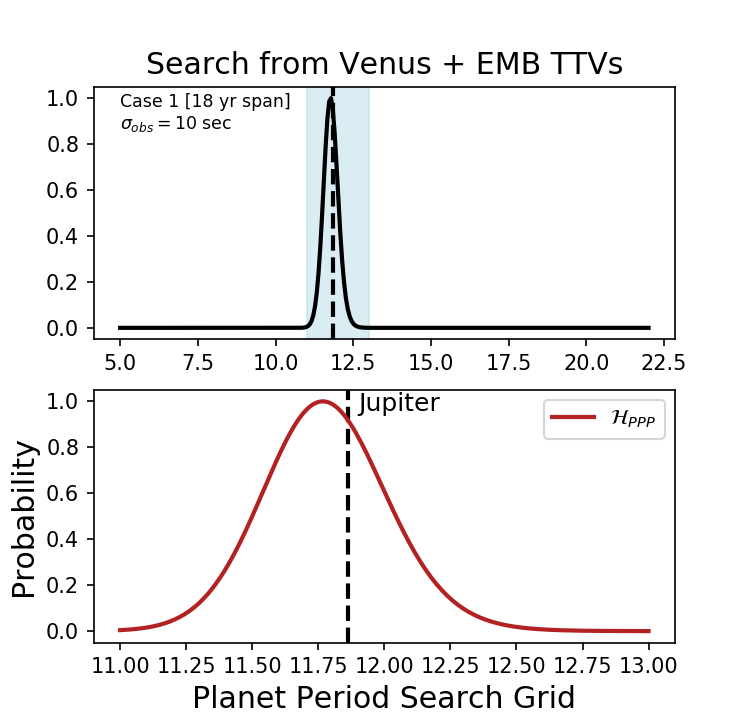 Search from Venus + EMB TTVs
Case 1 [18 yr span]
σ_obs = 10 sec
1.0
0.8
0.6
0.4
0.2
0.0
5.0 7.5 10.0 12.5 15.0 17.5 20.0 22.5
Jupiter
ℋ_PPP
Probability
1.0
0.8
0.6
0.4
0.2
0.0
11.00 11.25 11.50 11.75 12.00 12.25 12.50 12.75 13.00
Planet Period Search Grid